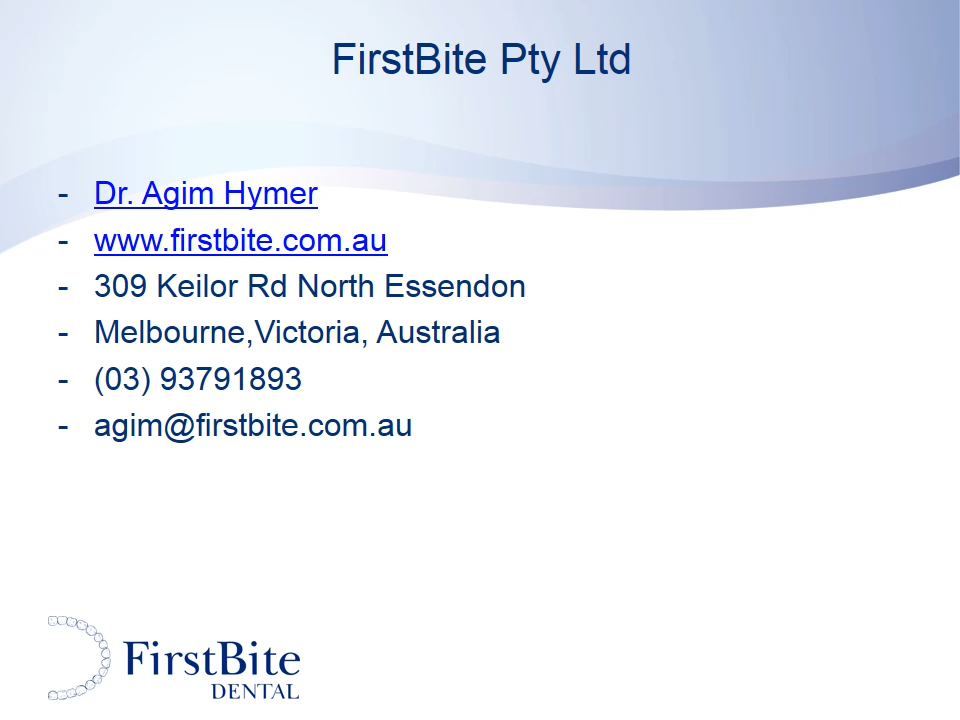 FirstBite Pty Ltd
- Dr. Agim Hymer
- www.firstbite.com.au
- 309 Keilor Rd North Essendon
- Melbourne,Victoria, Australia
- (03) 93791893
- agim@firstbite.com.au
FirstBite
DENTAL